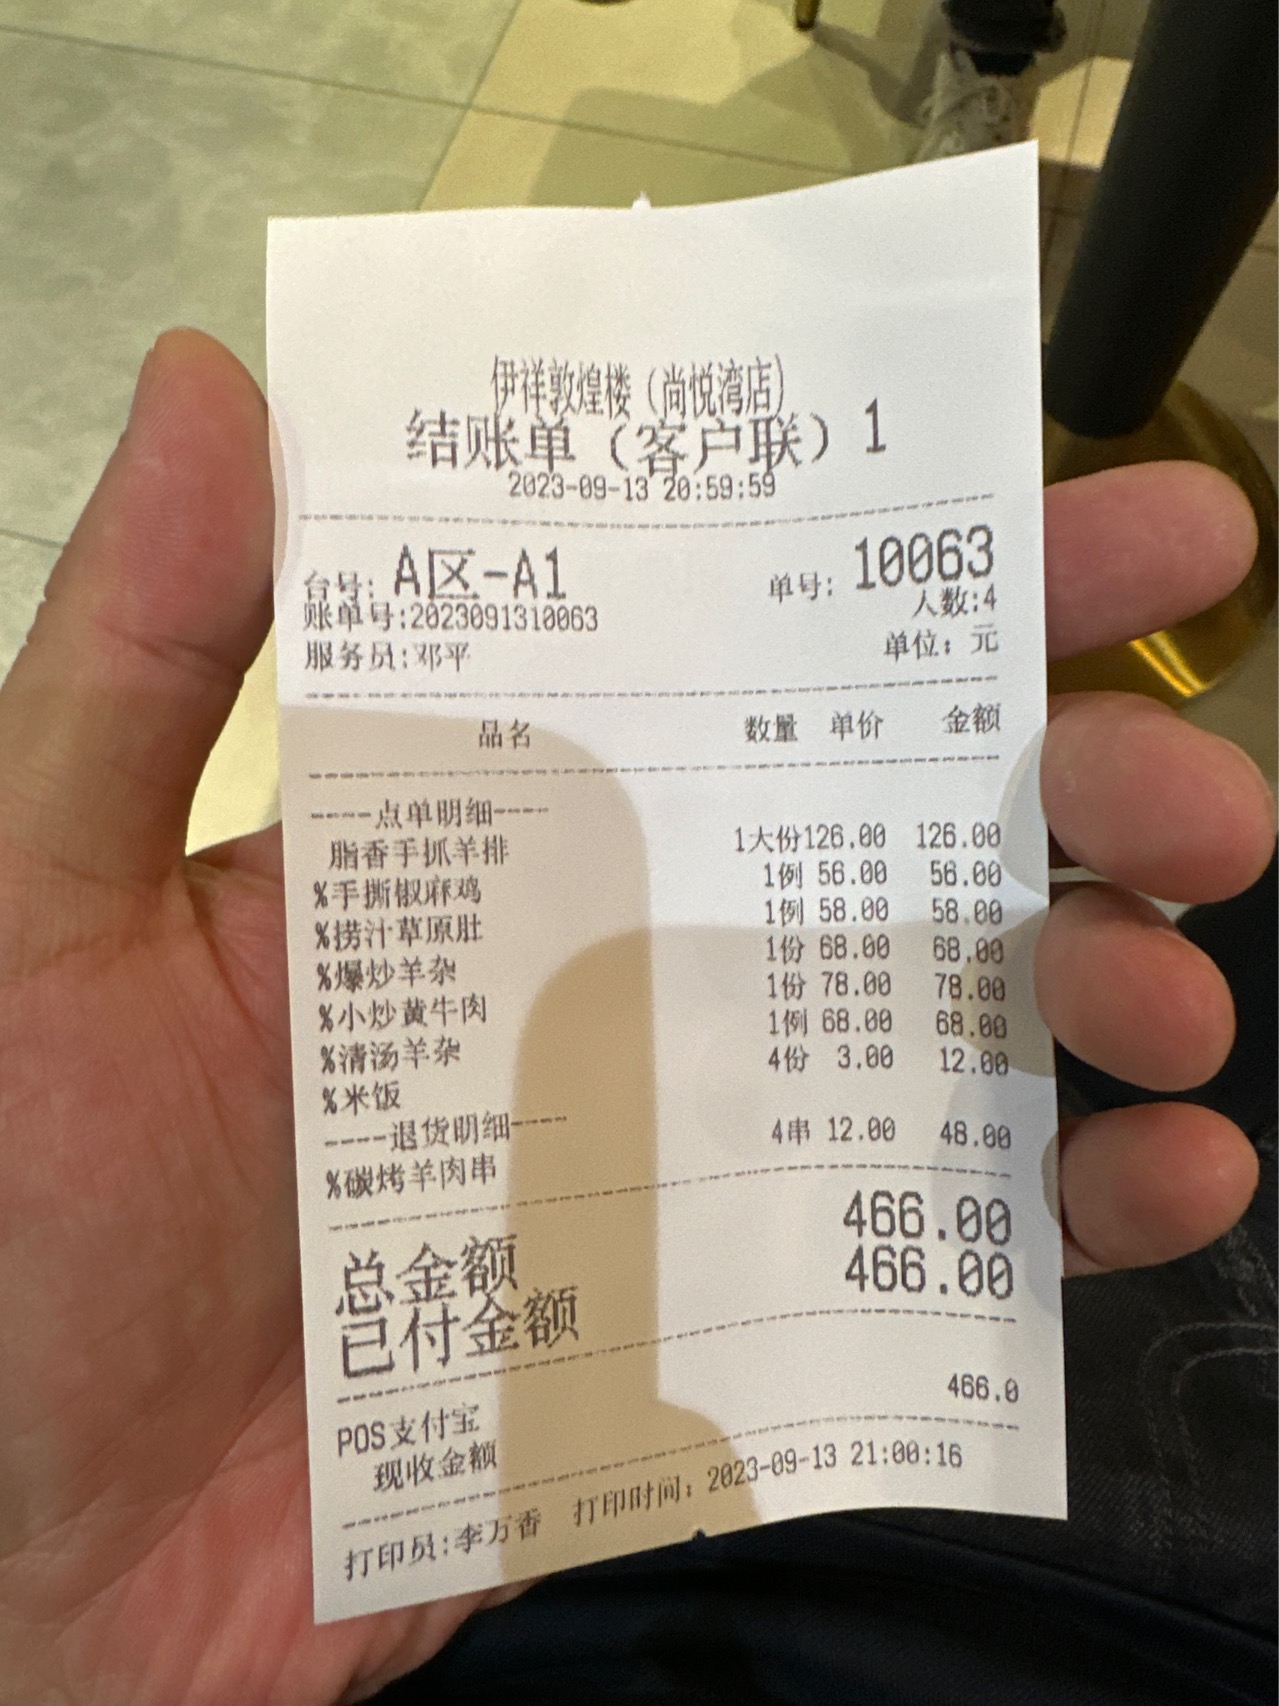 伊祥敦煌楼（尚悦湾店）
结账单（客户联）1
2023-09-13 20:59:59
台号: A区-A1 单号: 10063
账单号:2023091310063 人数:4
服务员:邓平 单位: 元
品名 数量 单价 金额
----点单明细----
脂香手抓羊排 1大份126.00 126.00
%手撕椒麻鸡 1例 56.00 56.00
%捞汁草原肚 1例 58.00 58.00
%爆炒羊杂 1份 68.00 68.00
%小炒黄牛肉 1份 78.00 78.00
%清汤羊杂 1例 68.00 68.00
%米饭 4份 3.00 12.00
----退货明细----
%碳烤羊肉串 4串 12.00 48.00
总金额 466.00
已付金额 466.00
POS支付宝 466.0
现收金额
打印员:李万香 打印时间: 2023-09-13 21:00:16